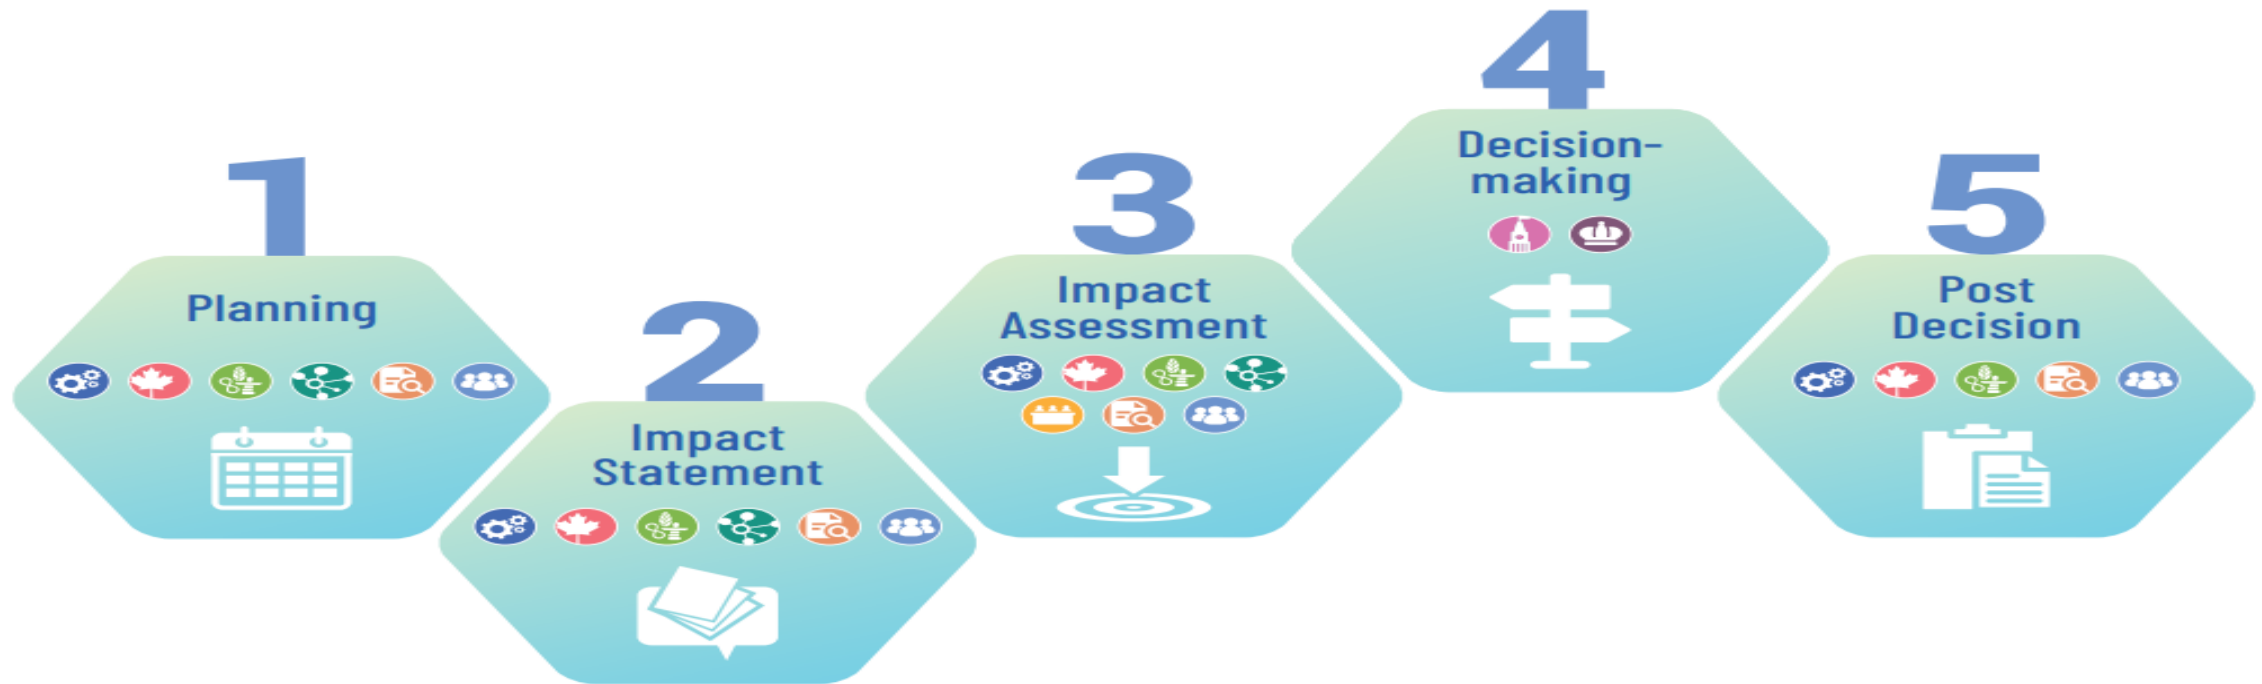 1
Planning
2
Impact
Statement
3
Impact
Assessment
4
Decision-
making
5
Post
Decision